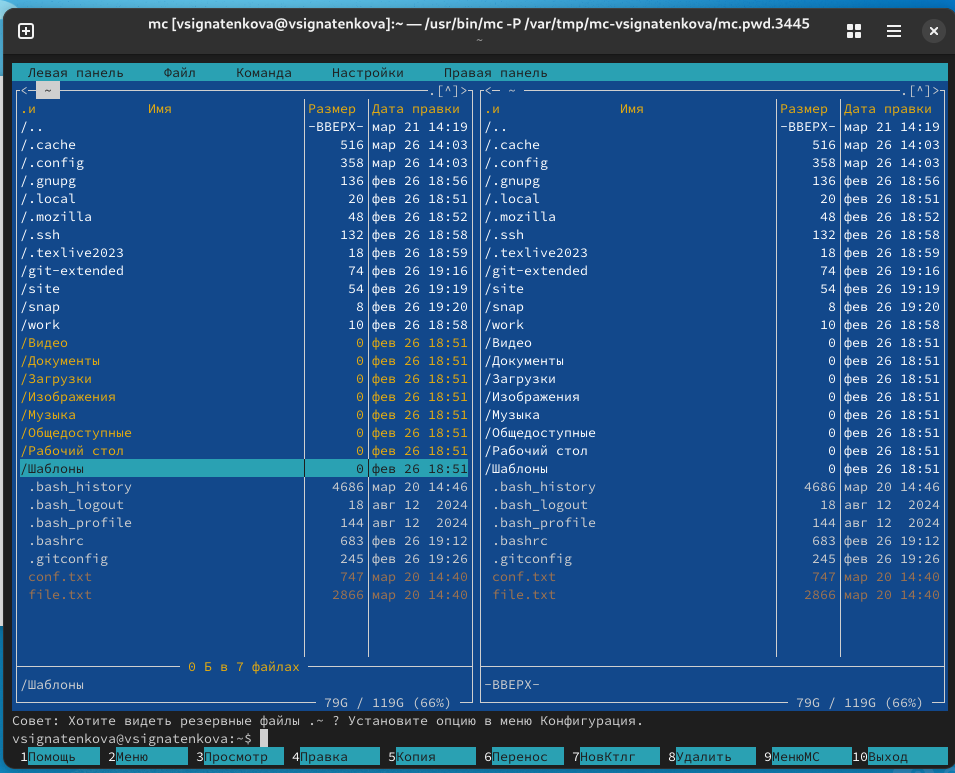 mc [vsignatenkova@vsignatenkova]:~ — /usr/bin/mc -P /var/tmp/mc-vsignatenkova/mc.pwd.3445
~
Левая панель Файл Команда Настройки Правая панель
<─ ~ .[^]> <─ ~ .[^]>
.и Имя Размер Дата правки .и Имя Размер Дата правки
/.. -ВВЕРХ- мар 21 14:19 /.. -ВВЕРХ- мар 21 14:19
/.cache 516 мар 26 14:03 /.cache 516 мар 26 14:03
/.config 358 мар 26 14:03 /.config 358 мар 26 14:03
/.gnupg 136 фев 26 18:56 /.gnupg 136 фев 26 18:56
/.local 20 фев 26 18:51 /.local 20 фев 26 18:51
/.mozilla 48 фев 26 18:52 /.mozilla 48 фев 26 18:52
/.ssh 132 фев 26 18:58 /.ssh 132 фев 26 18:58
/.texlive2023 18 фев 26 18:59 /.texlive2023 18 фев 26 18:59
/git-extended 74 фев 26 19:16 /git-extended 74 фев 26 19:16
/site 54 фев 26 19:19 /site 54 фев 26 19:19
/snap 8 фев 26 19:20 /snap 8 фев 26 19:20
/work 10 фев 26 18:58 /work 10 фев 26 18:58
/Видео 0 фев 26 18:51 /Видео 0 фев 26 18:51
/Документы 0 фев 26 18:51 /Документы 0 фев 26 18:51
/Загрузки 0 фев 26 18:51 /Загрузки 0 фев 26 18:51
/Изображения 0 фев 26 18:51 /Изображения 0 фев 26 18:51
/Музыка 0 фев 26 18:51 /Музыка 0 фев 26 18:51
/Общедоступные 0 фев 26 18:51 /Общедоступные 0 фев 26 18:51
/Рабочий стол 0 фев 26 18:51 /Рабочий стол 0 фев 26 18:51
/Шаблоны 0 фев 26 18:51 /Шаблоны 0 фев 26 18:51
.bash_history 4686 мар 20 14:46 .bash_history 4686 мар 20 14:46
.bash_logout 18 авг 12 2024 .bash_logout 18 авг 12 2024
.bash_profile 144 авг 12 2024 .bash_profile 144 авг 12 2024
.bashrc 683 фев 26 19:12 .bashrc 683 фев 26 19:12
.gitconfig 245 фев 26 19:26 .gitconfig 245 фев 26 19:26
conf.txt 747 мар 20 14:40 conf.txt 747 мар 20 14:40
file.txt 2866 мар 20 14:40 file.txt 2866 мар 20 14:40
0 Б в 7 файлах
/Шаблоны -ВВЕРХ-
79G / 119G (66%) 79G / 119G (66%)
Совет: Хотите видеть резервные файлы .~ ? Установите опцию в меню Конфигурация.
vsignatenkova@vsignatenkova:~$
1Помощь 2Меню 3Просмотр 4Правка 5Копия 6Перенос 7НовКтлг 8Удалить 9МенюМС 10Выход